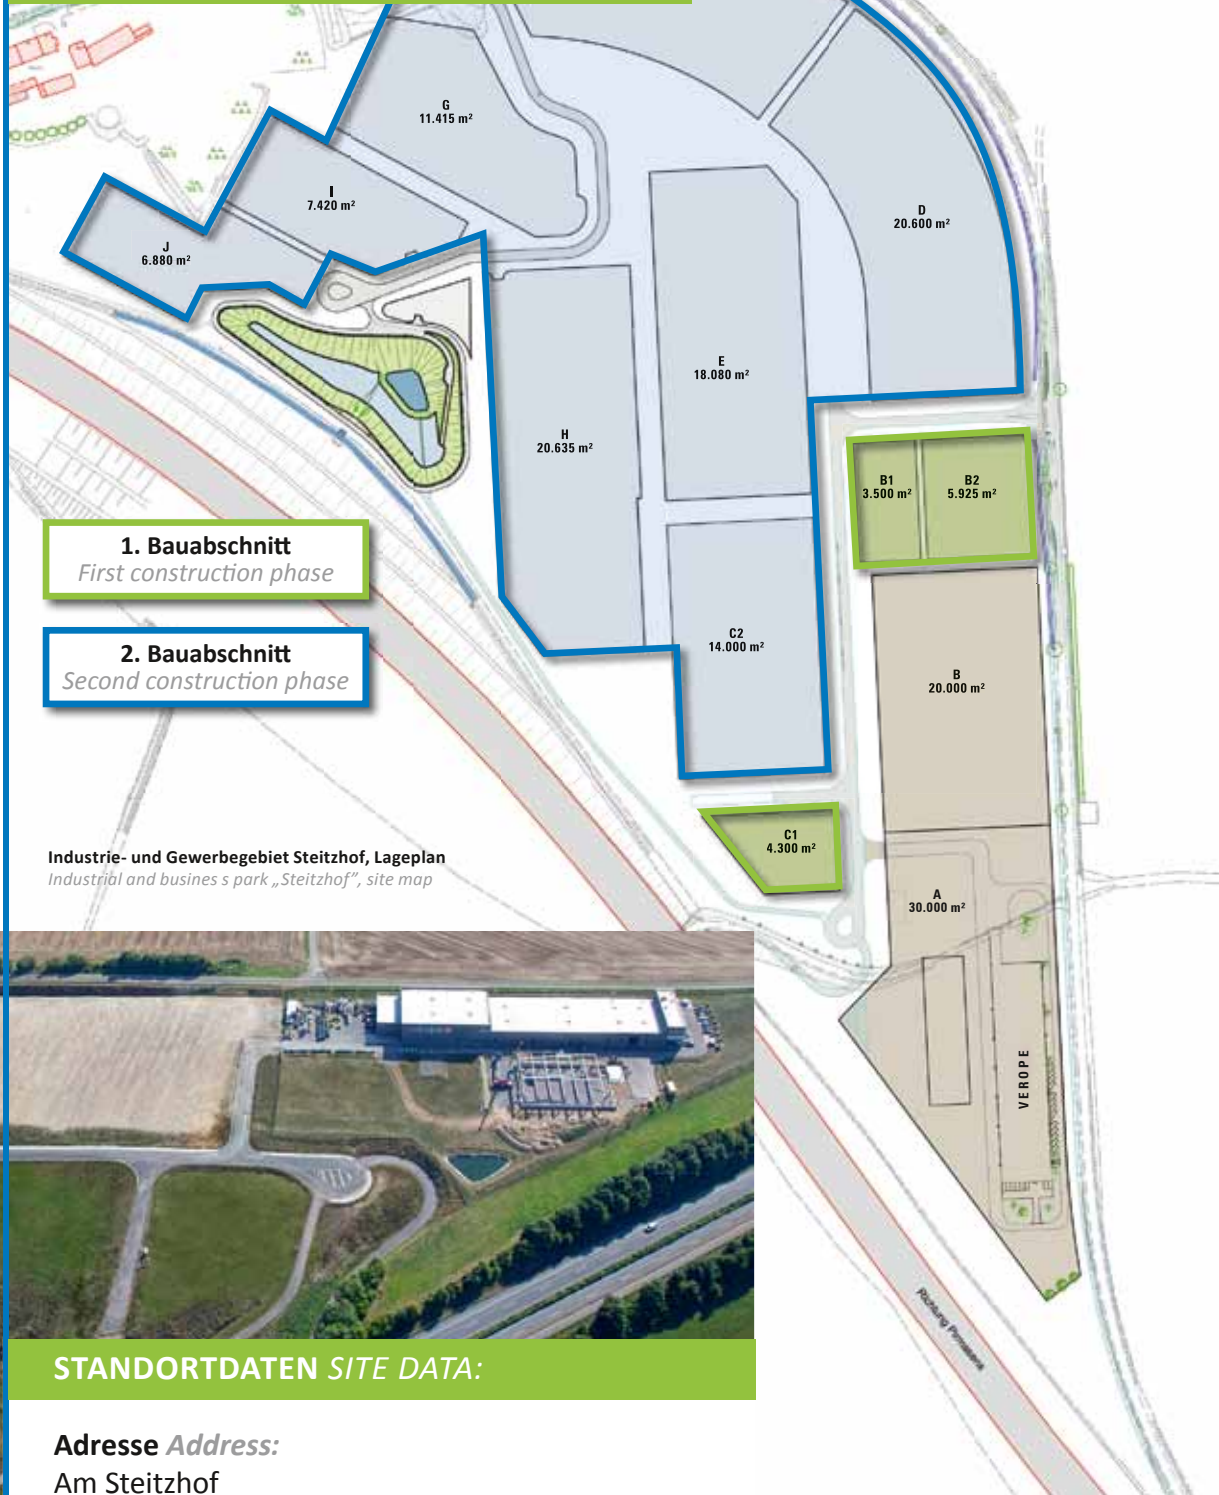 G
11.415 m²
I
7.420 m²
D
20.600 m²
J
6.880 m²
E
18.080 m²
H
20.635 m²
B1
3.500 m²
B2
5.925 m²
1. Bauabschnitt
First construction phase
2. Bauabschnitt
Second construction phase
C2
14.000 m²
B
20.000 m²
C1
4.300 m²
Industrie- und Gewerbegebiet Steitzhof, Lageplan
Industrial and busines s park „Steitzhof”, site map
A
30.000 m²
VEROPE
Richtung Pirmasens
STANDORTDATEN SITE DATA:
Adresse Address:
Am Steitzhof